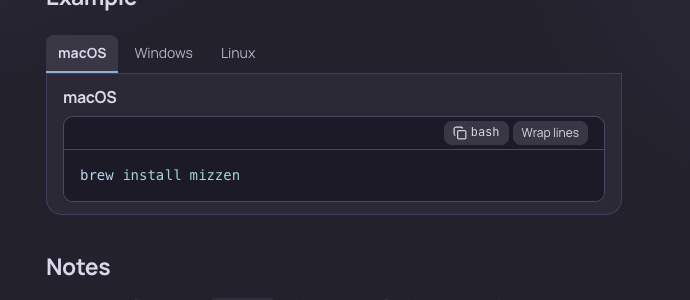 Example
macOS Windows Linux
macOS
bash Wrap lines
brew install mizzen
Notes